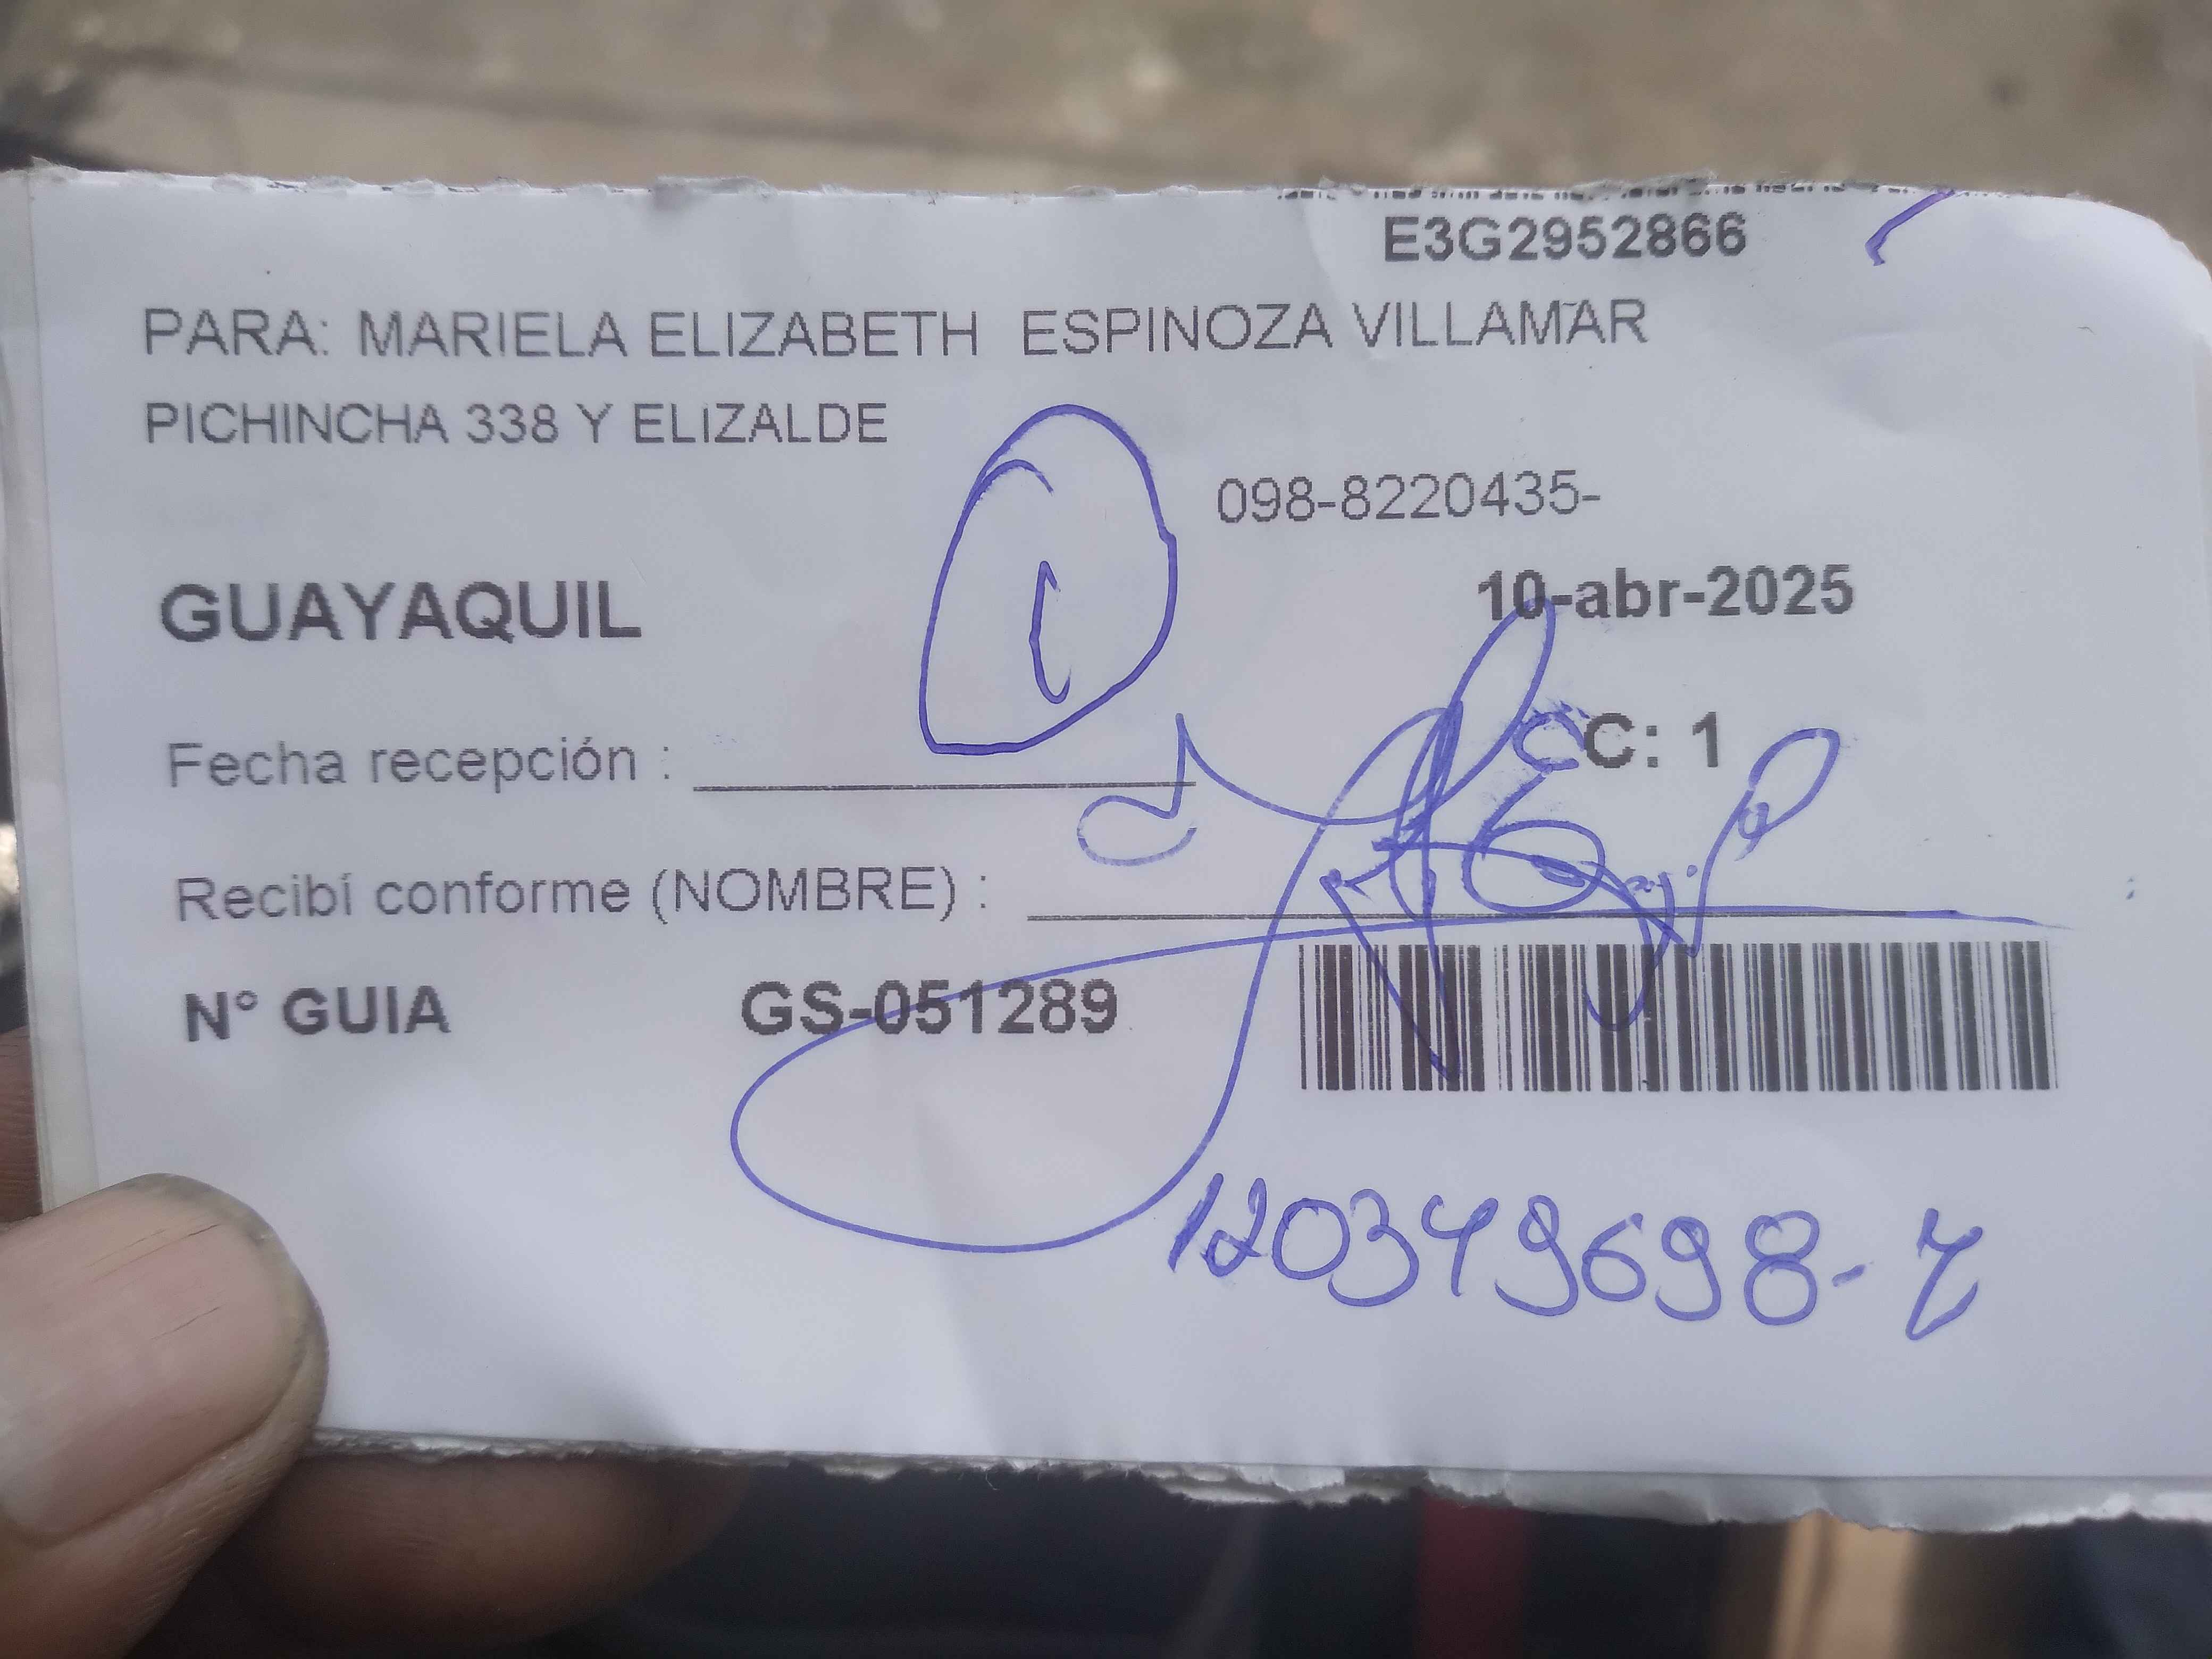 E3G2952866
PARA: MARIELA ELIZABETH ESPINOZA VILLAMAR
PICHINCHA 338 Y ELIZALDE
098-8220435-
GUAYAQUIL
10-abr-2025
1
CC: 1
Fecha recepción :
Recibí conforme (NOMBRE) :
N° GUIA GS-051289
120349698-7